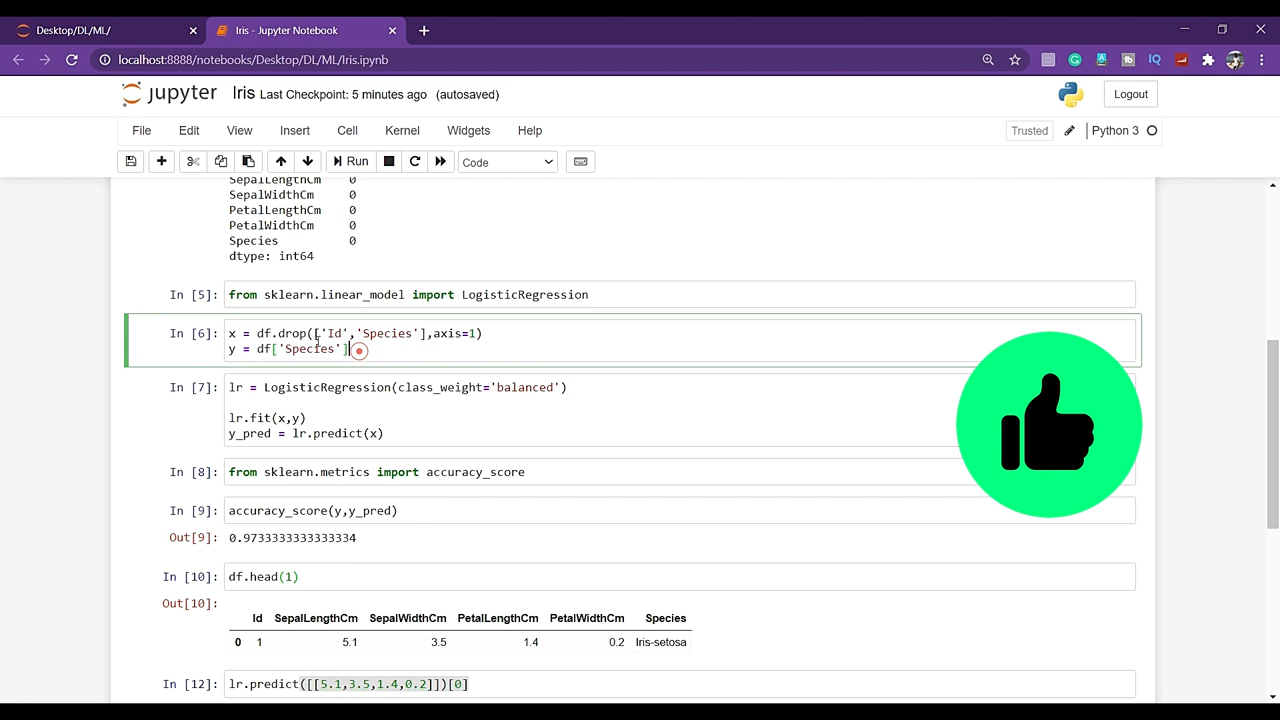 Desktop/DL/ML/
Iris - Jupyter Notebook
localhost:8888/notebooks/Desktop/DL/ML/Iris.ipynb
jupyter Iris Last Checkpoint: 5 minutes ago (autosaved)
Logout
File Edit View Insert Cell Kernel Widgets Help
Trusted Python 3
Run Code
SepalLengthCm 0
SepalWidthCm 0
PetalLengthCm 0
PetalWidthCm 0
Species 0
dtype: int64
In [5]: from sklearn.linear_model import LogisticRegression
In [6]: x = df.drop(['Id','Species'],axis=1)
y = df['Species']
In [7]: lr = LogisticRegression(class_weight='balanced')
lr.fit(x,y)
y_pred = lr.predict(x)
In [8]: from sklearn.metrics import accuracy_score
In [9]: accuracy_score(y,y_pred)
Out[9]: 0.9733333333333334
In [10]: df.head(1)
Out[10]:
Id SepalLengthCm SepalWidthCm PetalLengthCm PetalWidthCm Species
0 1 5.1 3.5 1.4 0.2 Iris-setosa
In [12]: lr.predict([[5.1,3.5,1.4,0.2]])[0]